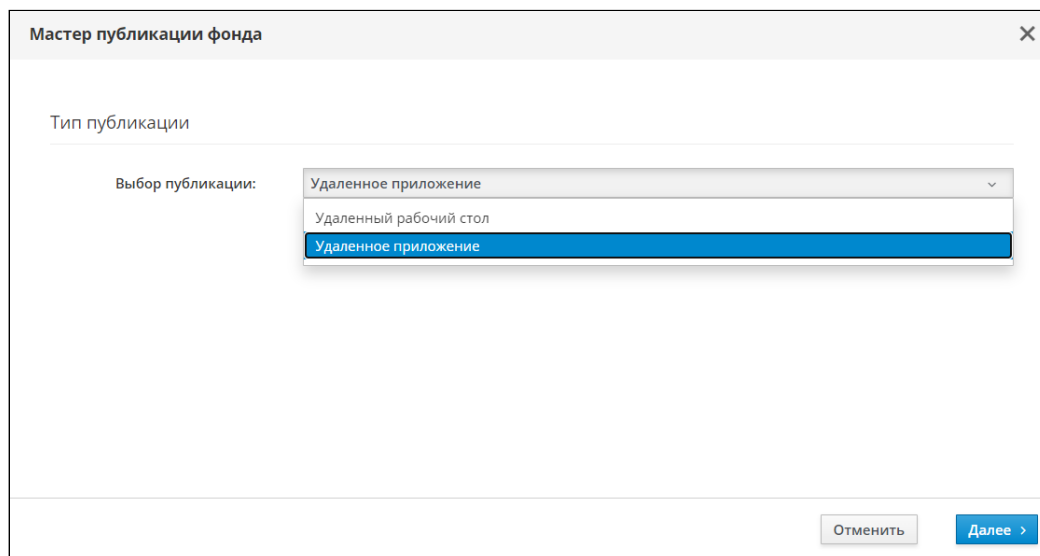 Мастер публикации фонда
Тип публикации
Выбор публикации:
Удаленное приложение
Удаленный рабочий стол
Удаленное приложение
Отменить
Далее